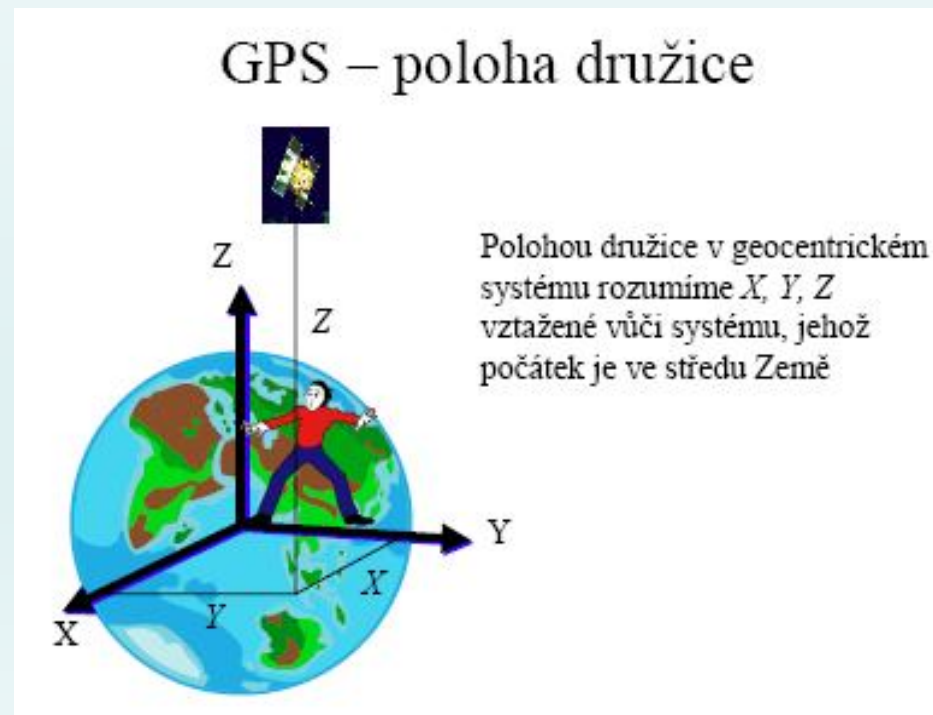 GPS – poloha družice
Polohou družice v geocentrickém
systému rozumíme X, Y, Z
vztažené vůči systému, jehož
počátek je ve středu Země
Z
Z
Y
X
Y
X